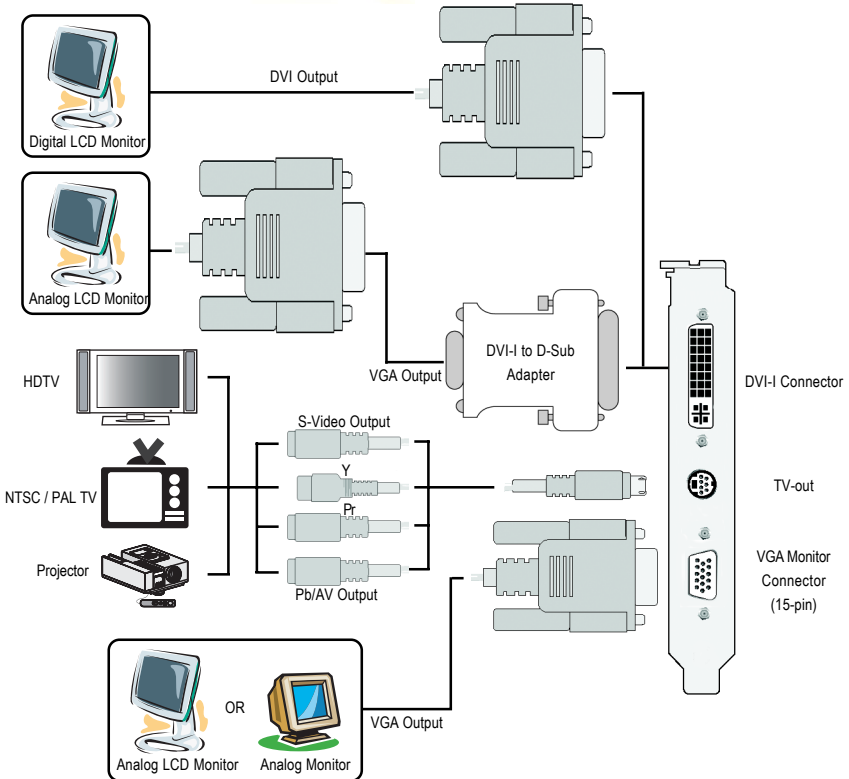 DVI Output
Digital LCD Monitor
Analog LCD Monitor
VGA Output
DVI-I to D-Sub
Adapter
DVI-I Connector
HDTV
S-Video Output
Y
NTSC / PAL TV
TV-out
Pr
Projector
Pb/AV Output
VGA Monitor
Connector
(15-pin)
OR
VGA Output
Analog LCD Monitor
Analog Monitor